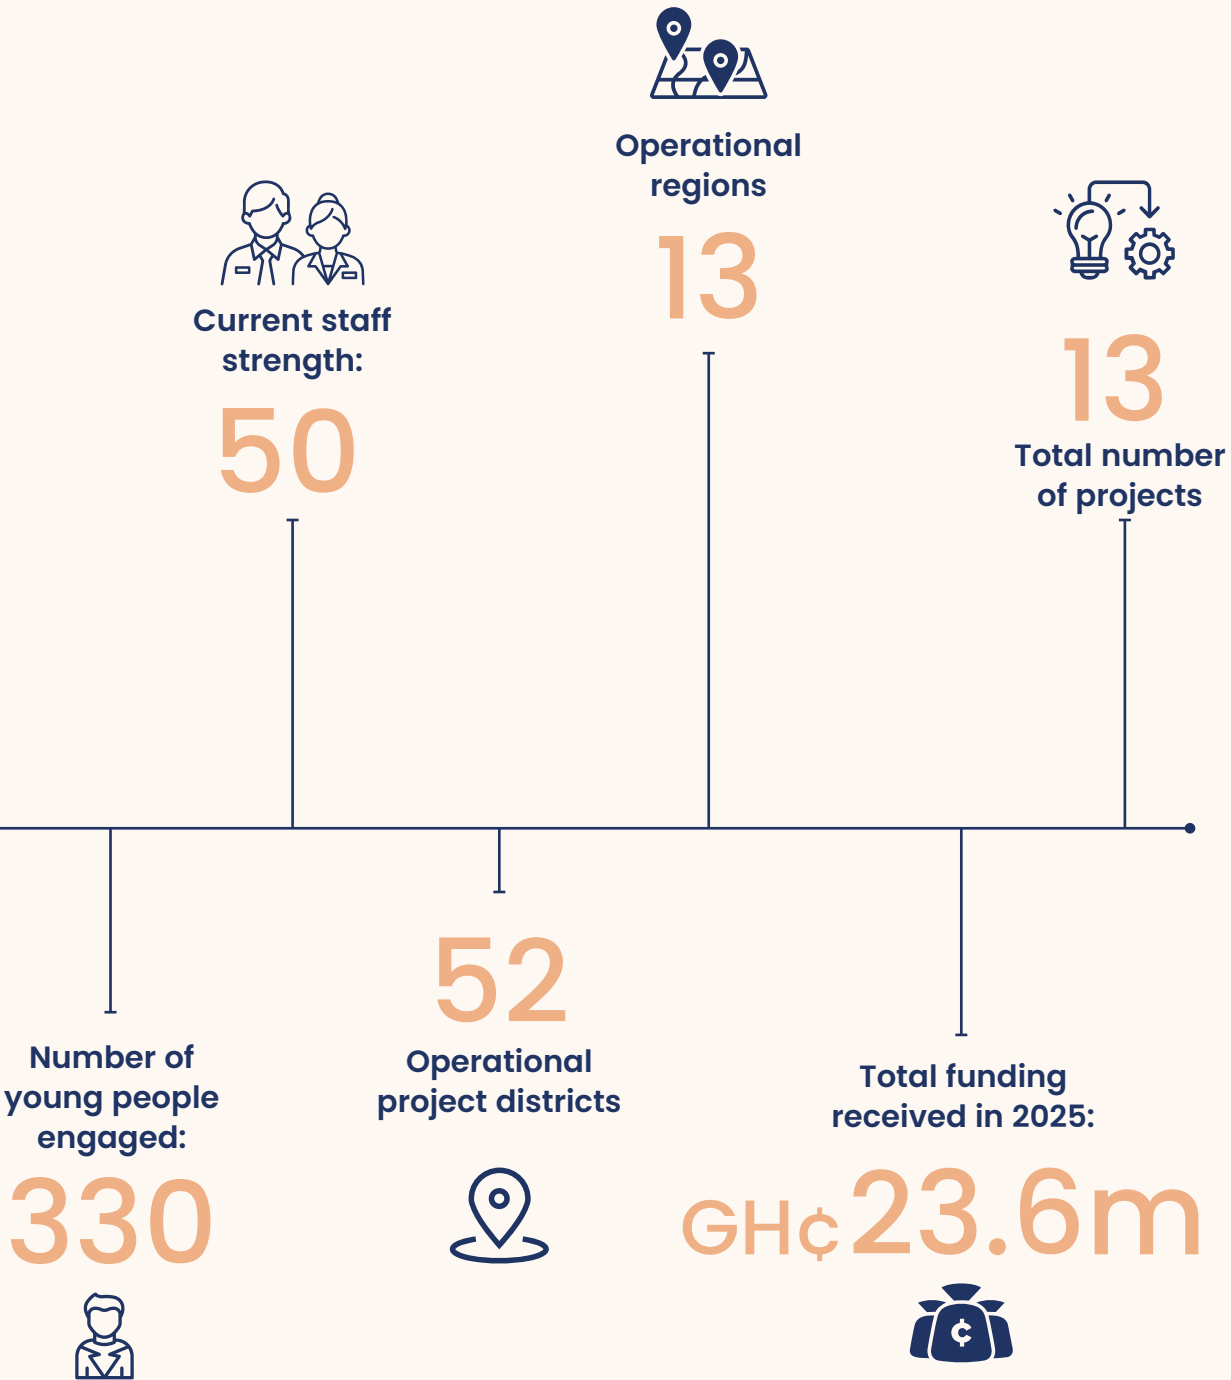 Operational
regions
13
Current staff
strength:
50
13
Total number
of projects
Number of
young people
engaged:
330
52
Operational
project districts
Total funding
received in 2025:
GH¢23.6m
¢